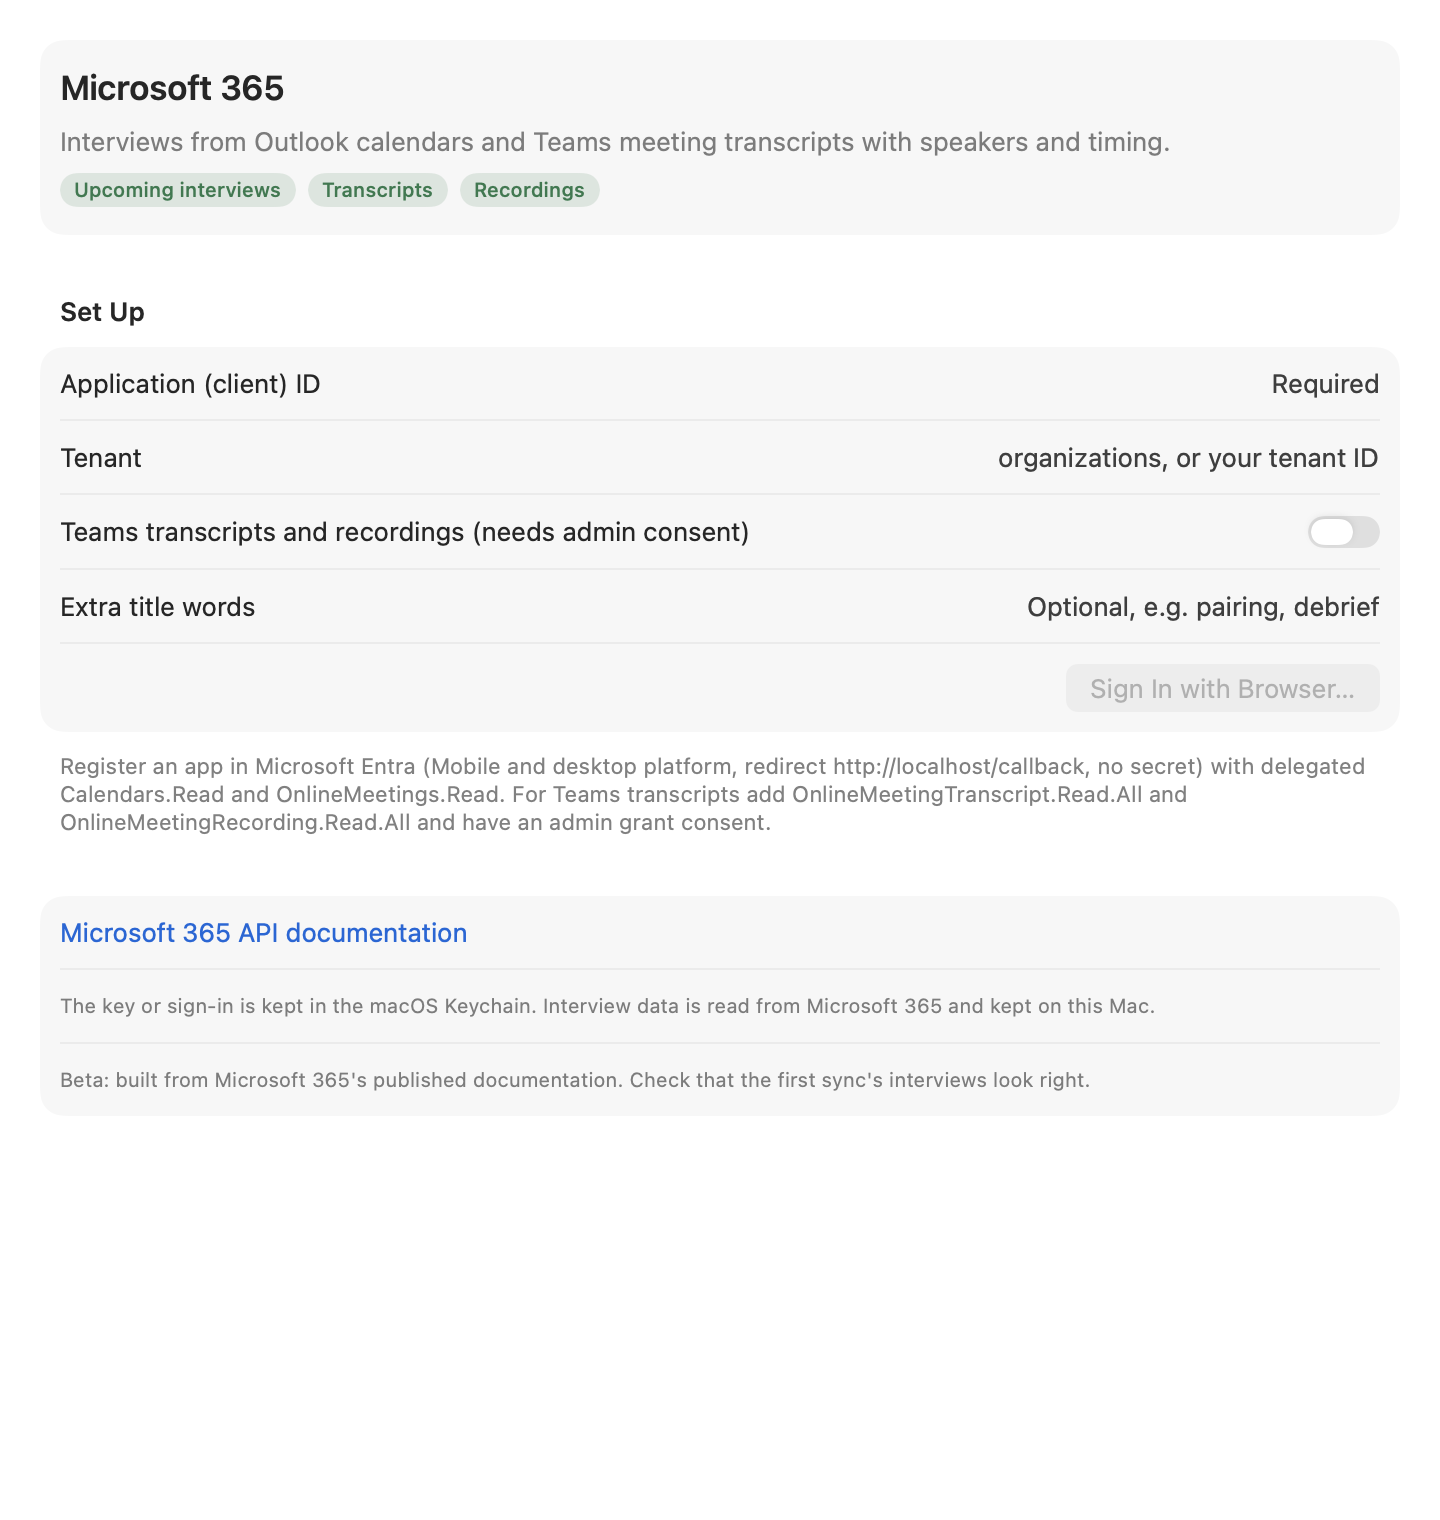 Microsoft 365
Interviews from Outlook calendars and Teams meeting transcripts with speakers and timing.
Upcoming interviews
Transcripts
Recordings
Set Up
Application (client) ID
Required
Tenant
organizations, or your tenant ID
Teams transcripts and recordings (needs admin consent)
Extra title words
Optional, e.g. pairing, debrief
Sign In with Browser...
Register an app in Microsoft Entra (Mobile and desktop platform, redirect http://localhost/callback, no secret) with delegated
Calendars.Read and OnlineMeetings.Read. For Teams transcripts add OnlineMeetingTranscript.Read.All and
OnlineMeetingRecording.Read.All and have an admin grant consent.
Microsoft 365 API documentation
The key or sign-in is kept in the macOS Keychain. Interview data is read from Microsoft 365 and kept on this Mac.
Beta: built from Microsoft 365's published documentation. Check that the first sync's interviews look right.